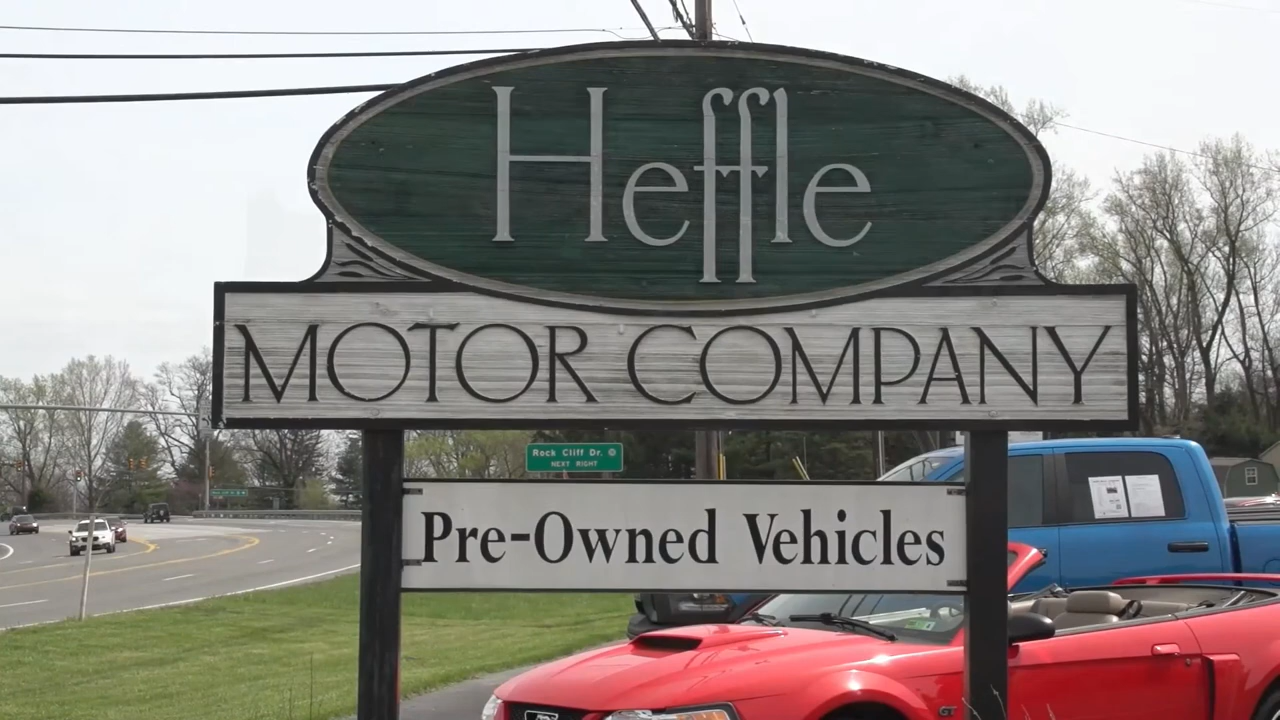 Heffle
MOTOR COMPANY
Rock Cliff Dr.
NEXT RIGHT
Pre-Owned Vehicles
GT